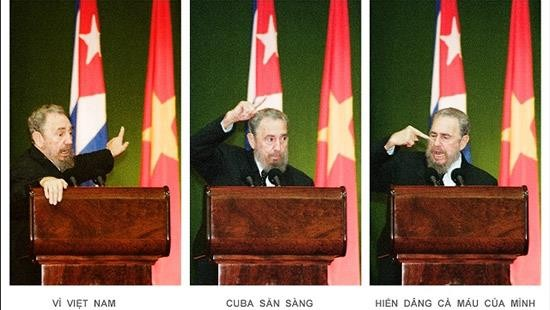 VÌ VIỆT NAM
CUBA SẴN SÀNG
HIẾN DÂNG CẢ MÁU CỦA MÌNH